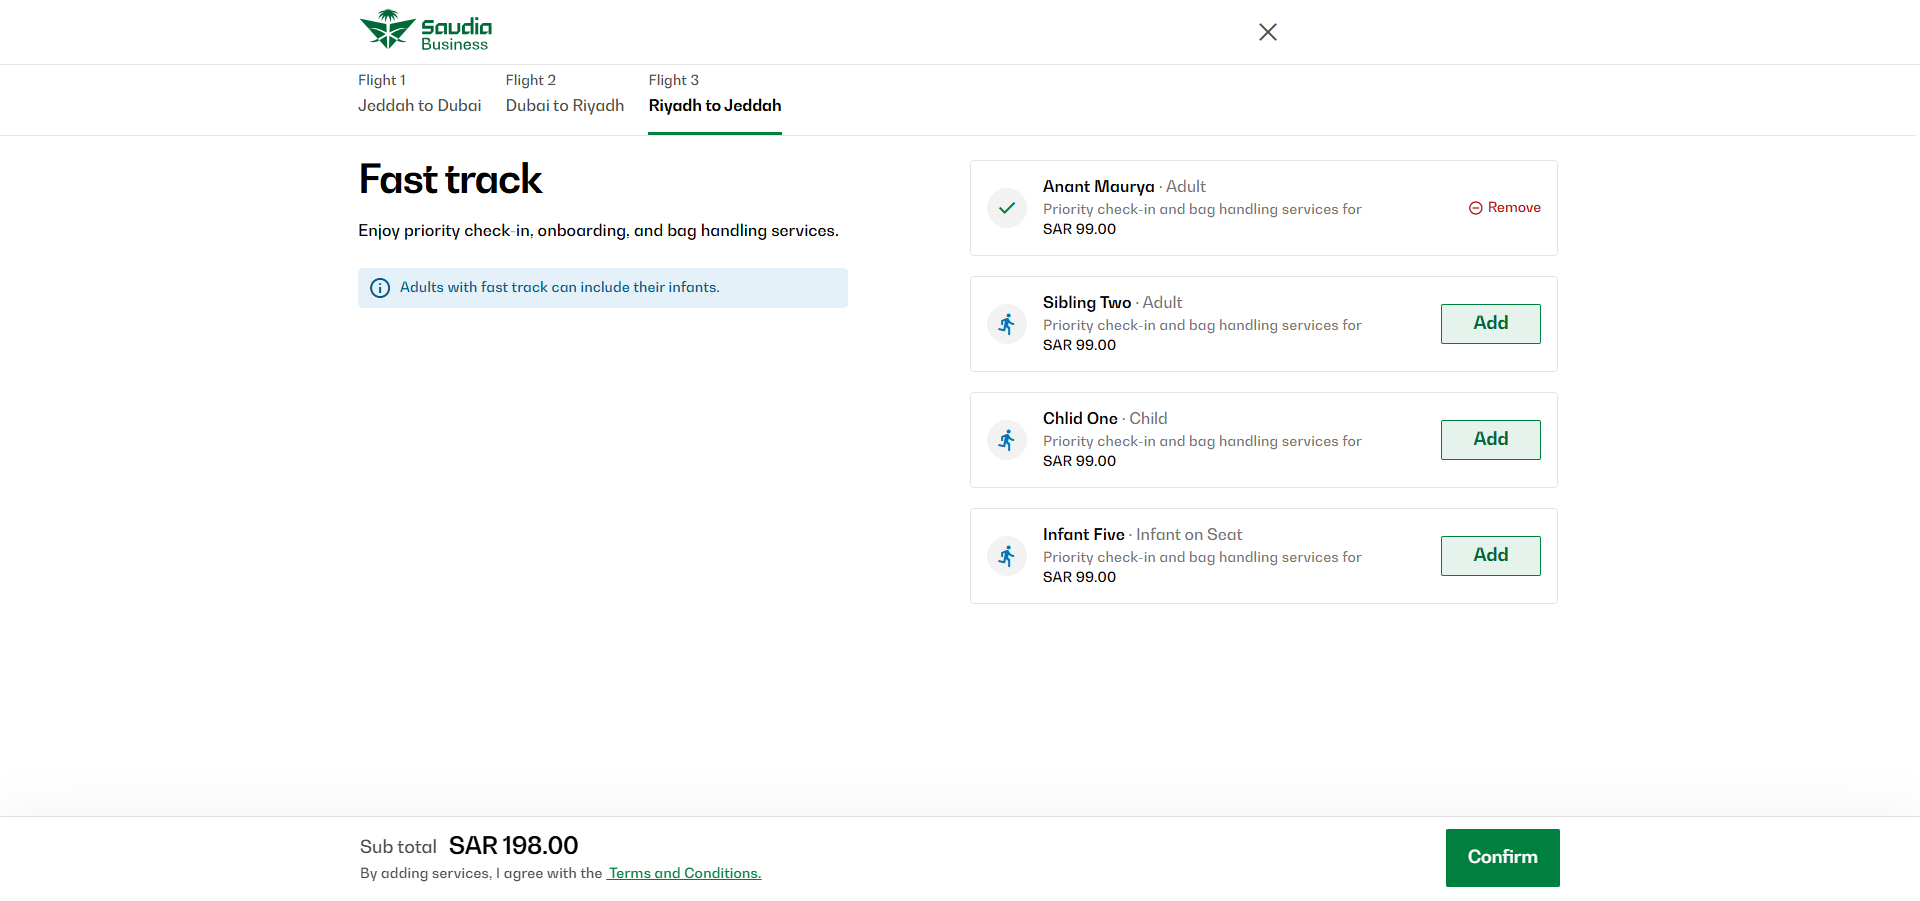 Saudia
Business
Flight 1
Jeddah to Dubai
Flight 2
Dubai to Riyadh
Flight 3
Riyadh to Jeddah
Fast track
Enjoy priority check-in, onboarding, and bag handling services.
Adults with fast track can include their infants.
Anant Maurya · Adult
Priority check-in and bag handling services for
SAR 99.00
Remove
Sibling Two · Adult
Priority check-in and bag handling services for
SAR 99.00
Add
Chlid One · Child
Priority check-in and bag handling services for
SAR 99.00
Add
Infant Five · Infant on Seat
Priority check-in and bag handling services for
SAR 99.00
Add
Sub total SAR 198.00
By adding services, I agree with the Terms and Conditions.
Confirm